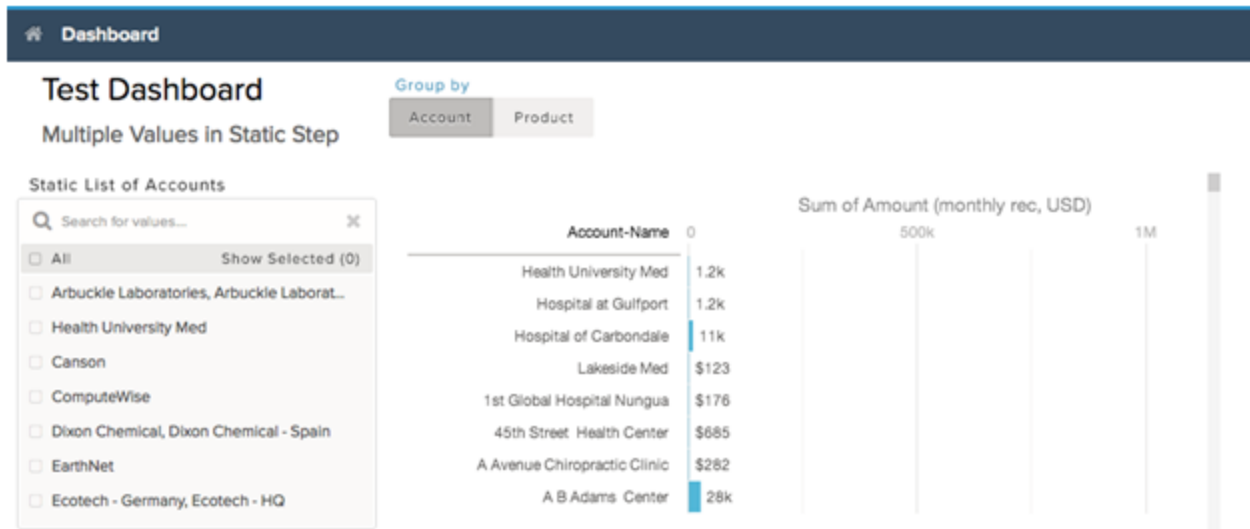 Dashboard
Test Dashboard
Multiple Values in Static Step
Group by
Account Product
Static List of Accounts
Search for values...
All Show Selected (0)
Arbuckle Laboratories, Arbuckle Laborat...
Health University Med
Canson
ComputeWise
Dixon Chemical, Dixon Chemical - Spain
EarthNet
Ecotech - Germany, Ecotech - HQ
Sum of Amount (monthly rec, USD)
Account-Name 0 500k 1M
Health University Med 1.2k
Hospital at Gulfport 1.2k
Hospital of Carbondale 11k
Lakeside Med $123
1st Global Hospital Nungua $176
45th Street Health Center $685
A Avenue Chiropractic Clinic $282
A B Adams Center 28k